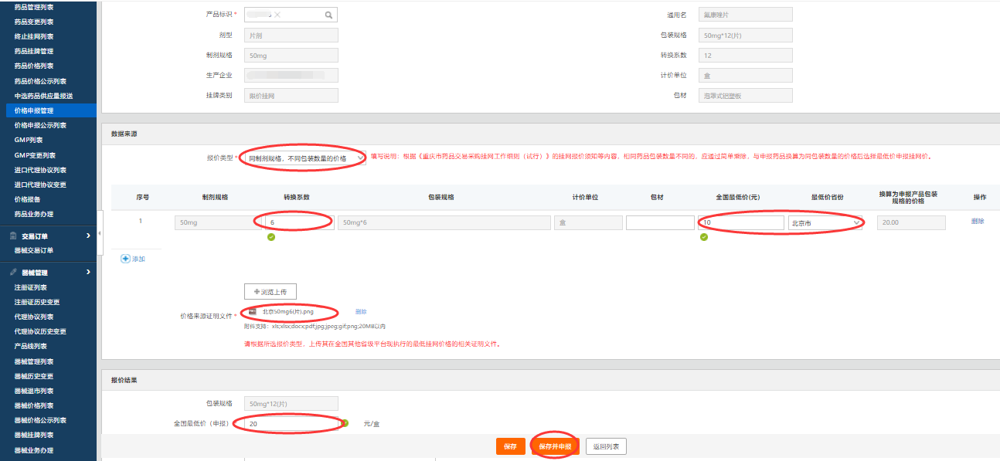 药品管理列表
药品变更列表
终止挂网列表
药品挂牌管理
药品价格列表
药品价格公示列表
中选药品供应量报送
价格申报管理
价格申报公示列表
GMP列表
GMP变更列表
进口代理协议列表
进口代理协议变更
价格报备
药品业务办理
交易订单
器械交易订单
器械管理
注册证列表
注册证历史变更
代理协议列表
代理协议历史变更
产品线列表
器械管理列表
器械历史变更
器械退市列表
器械价格列表
器械价格公示列表
器械挂牌列表
器械业务办理
产品标识 *
通用名 氟康唑片
剂型 片剂
包装规格 50mg*12(片)
制剂规格 50mg
转换系数 12
生产企业
计价单位 盒
挂牌类别 限价挂网
包材 泡罩式铝塑板
数据来源
报价类型 * 同制剂规格，不同包装数量的价格 填写说明：根据《重庆市药品交易采购挂网工作细则（试行）》的挂网报价须知等内容，相同药品包装数量不同的，应通过简单乘除，与申报药品换算为同包装数量的价格后选择最低价申报挂网价。
序号 制剂规格 转换系数 包装规格 计价单位 包材 全国最低价(元) 最低价省份 换算为申报产品包装规格的价格 操作
1 50mg 6 50mg*6 盒 10 北京市 20.00 删除
添加
浏览上传
价格来源证明文件 * 北京50mg6(片).png 删除
附件支持：xls;xlsx;docx;pdf;jpg;jpeg;gif;png;20MB以内
请根据所选报价类型，上传其在全国其他省级平台现执行的最低挂网价格的相关证明文件。
报价结果
包装规格 50mg*12(片)
全国最低价（申报） 20 元/盒
保存 保存并申报 返回列表